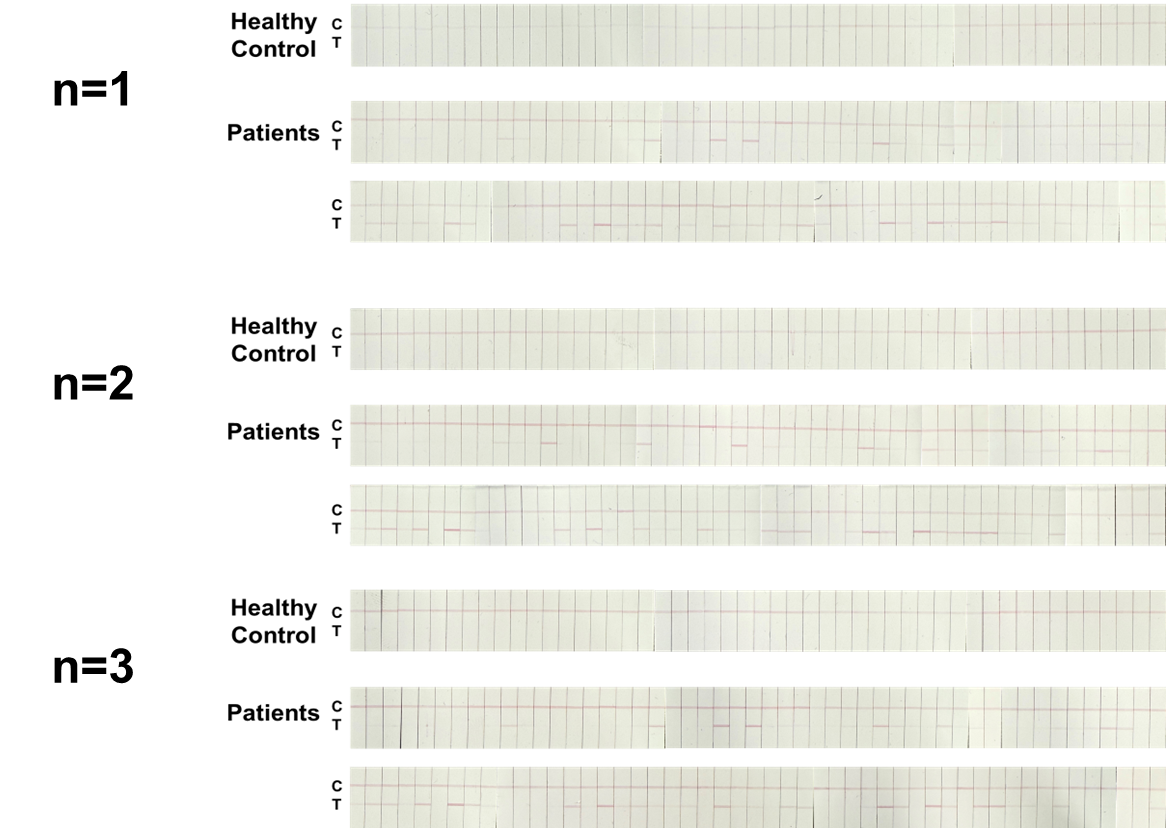 n=1
Healthy
Control
C
T
Patients
C
T
C
T
n=2
Healthy
Control
C
T
Patients
C
T
C
T
n=3
Healthy
Control
C
T
Patients
C
T
C
T